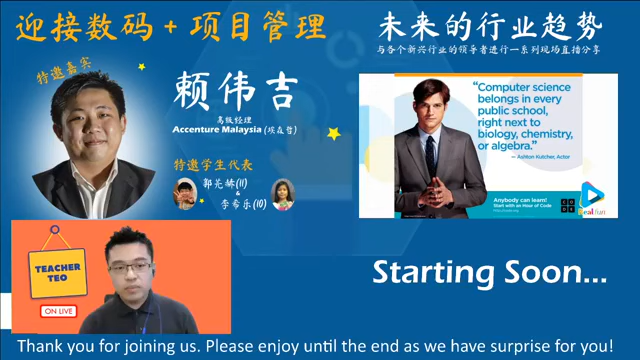 迎接数码 + 项目管理
未来的行业趋势
与各个新兴行业的领导者进行一系列现场直播分享
特邀嘉宾
赖伟吉
高级经理
Accenture Malaysia (埃森哲)
特邀学生代表
郭光赫(11)
&
李希乐(10)
“Computer science
belongs in every
public school,
right next to
biology, chemistry,
or algebra.”
— Ashton Kutcher, Actor
Anybody can learn!
Start with an Hour of Code
http://code.org
C O
D E
Real fun
TEACHER
TEO
ON LIVE
Starting Soon...
Thank you for joining us. Please enjoy until the end as we have surprise for you!